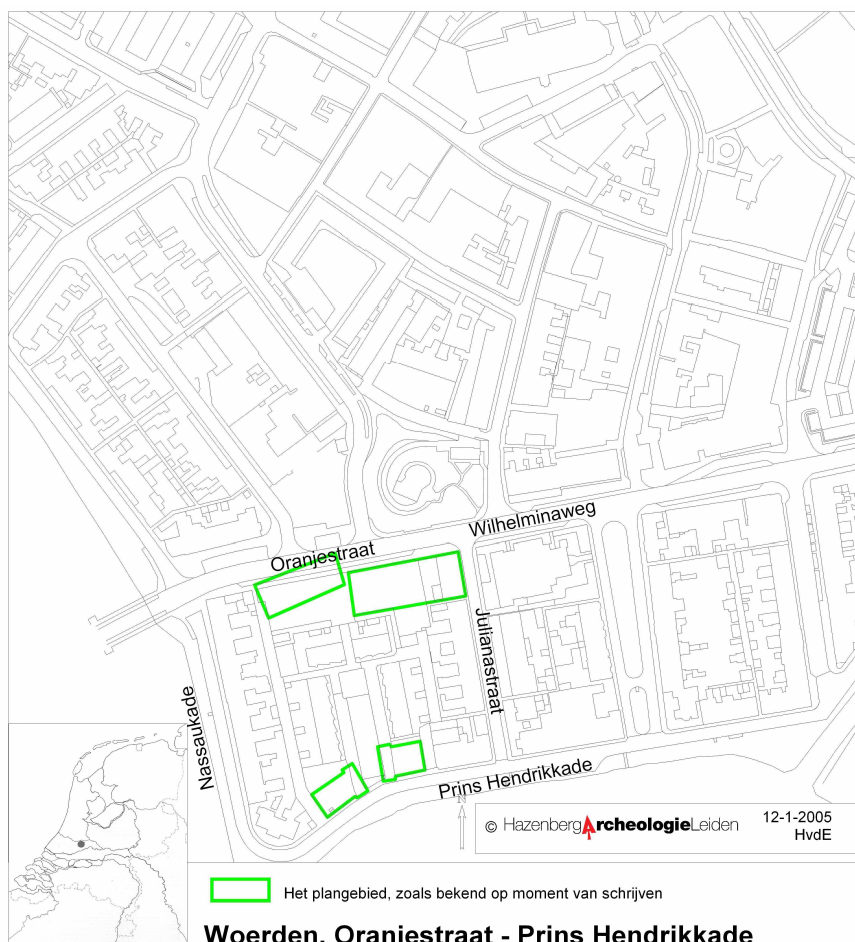 Wilhelminaweg
Oranjestraat
Julianastraat
Nassaukade
Prins Hendrikkade
N
© HazenbergArcheologieLeiden
12-1-2005
HvdE
Het plangebied, zoals bekend op moment van schrijven
Woerden, Oranjestraat - Prins Hendrikkade